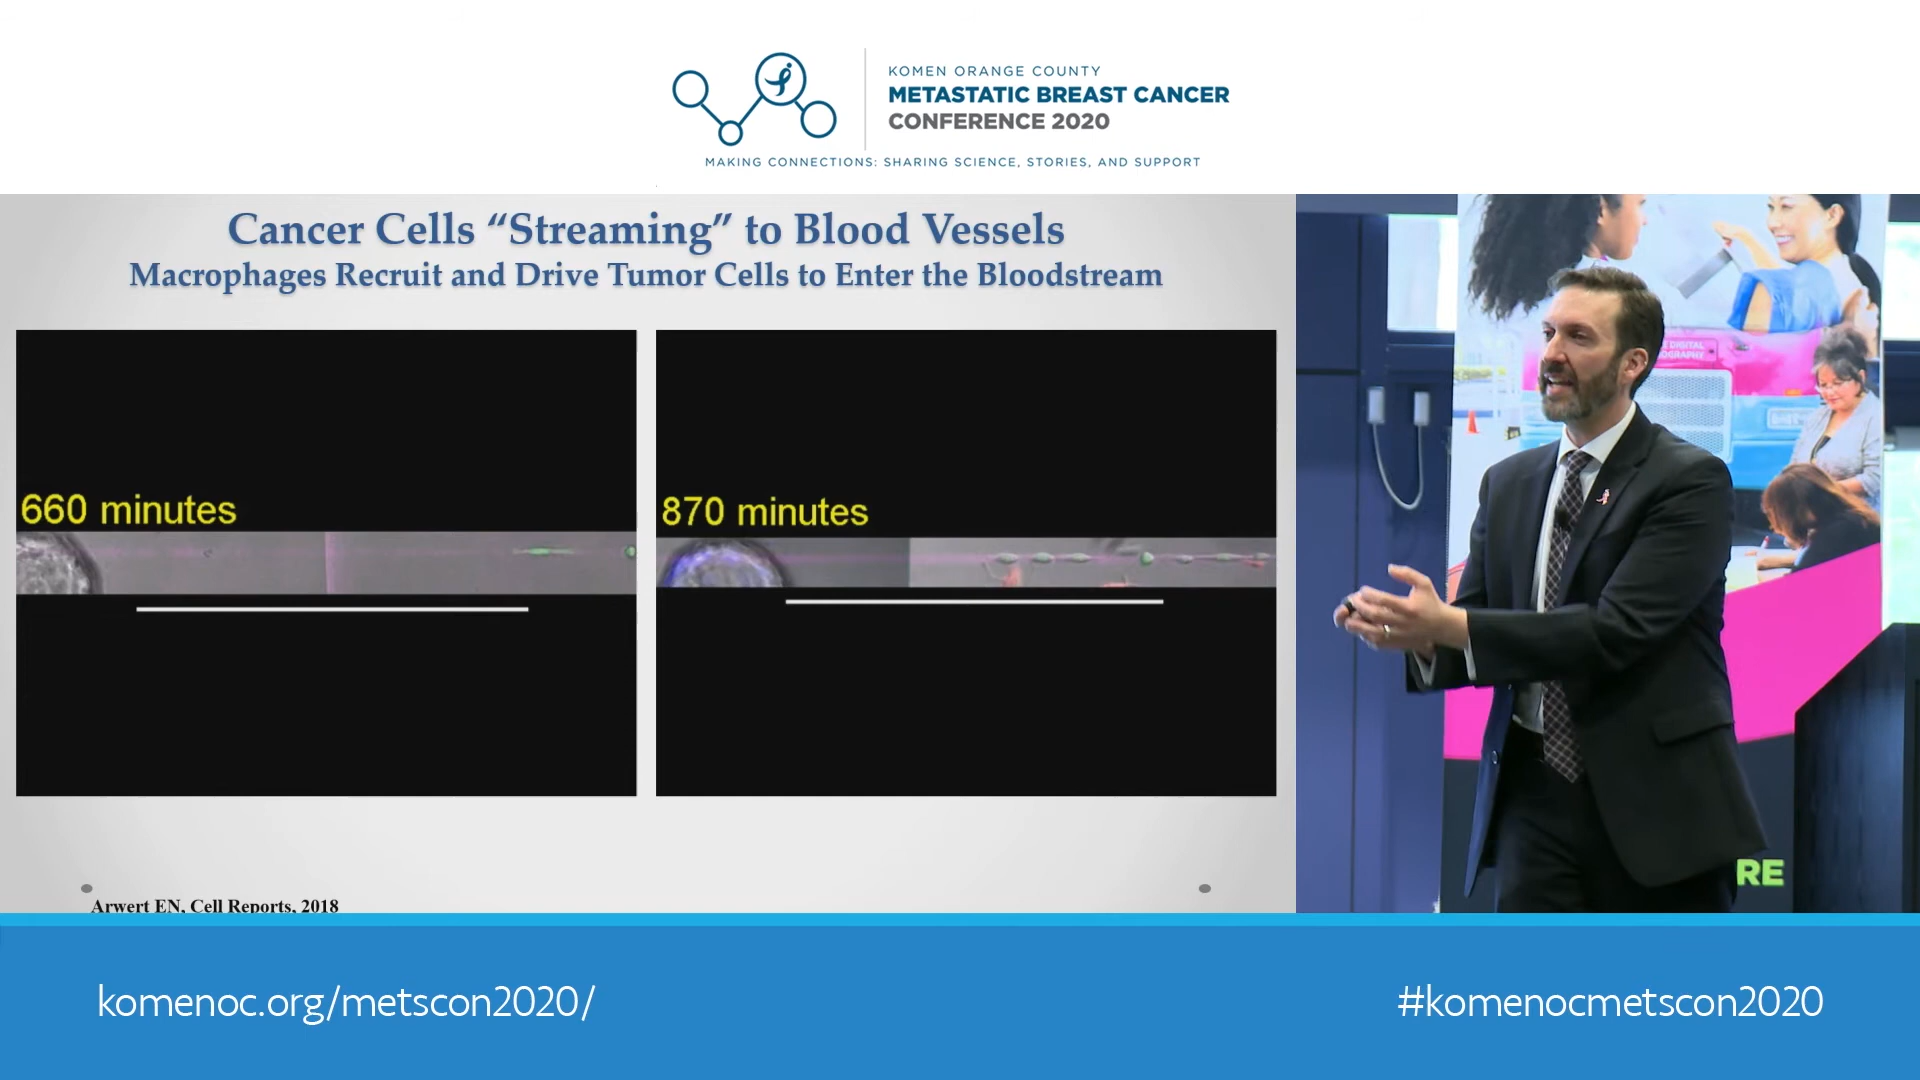 KOMEN ORANGE COUNTY
METASTATIC BREAST CANCER
CONFERENCE 2020
MAKING CONNECTIONS: SHARING SCIENCE, STORIES, AND SUPPORT
Cancer Cells “Streaming” to Blood Vessels
Macrophages Recruit and Drive Tumor Cells to Enter the Bloodstream
660 minutes
870 minutes
Arwert EN, Cell Reports, 2018
DIGITAL
RE
komenoc.org/metscon2020/
#komenocmetscon2020